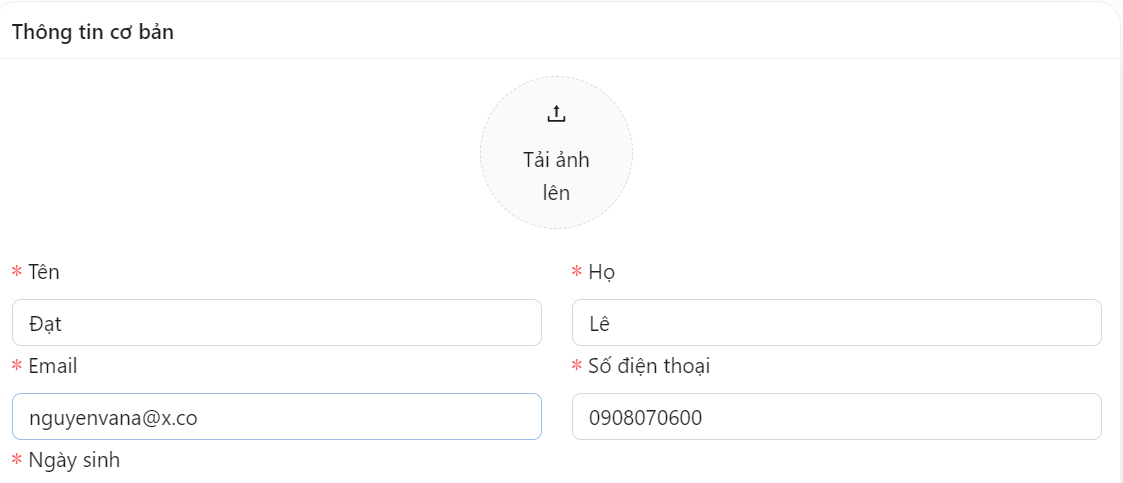 Thông tin cơ bản
Tải ảnh
lên
* Tên
* Họ
Đạt
Lê
* Email
* Số điện thoại
nguyenvana@x.co
0908070600
* Ngày sinh